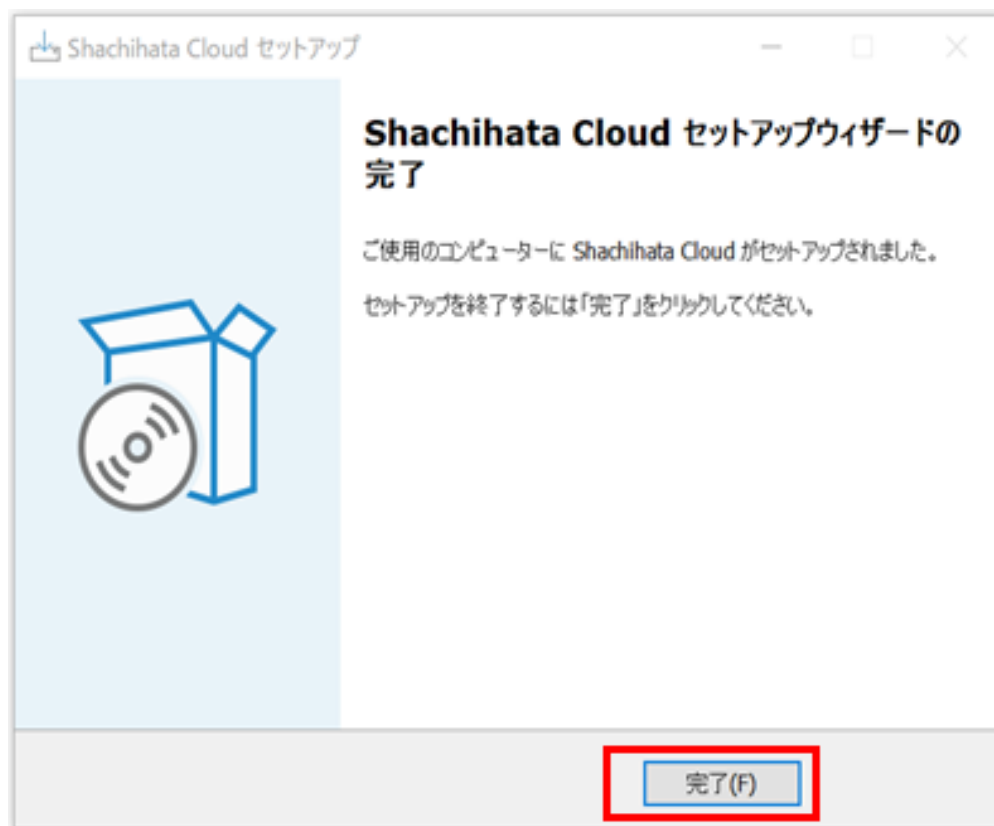 Shachihata Cloud セットアップ
Shachihata Cloud セットアップウィザードの
完了
ご使用のコンピューターに Shachihata Cloud がセットアップされました。
セットアップを終了するには「完了」をクリックしてください。
完了(F)